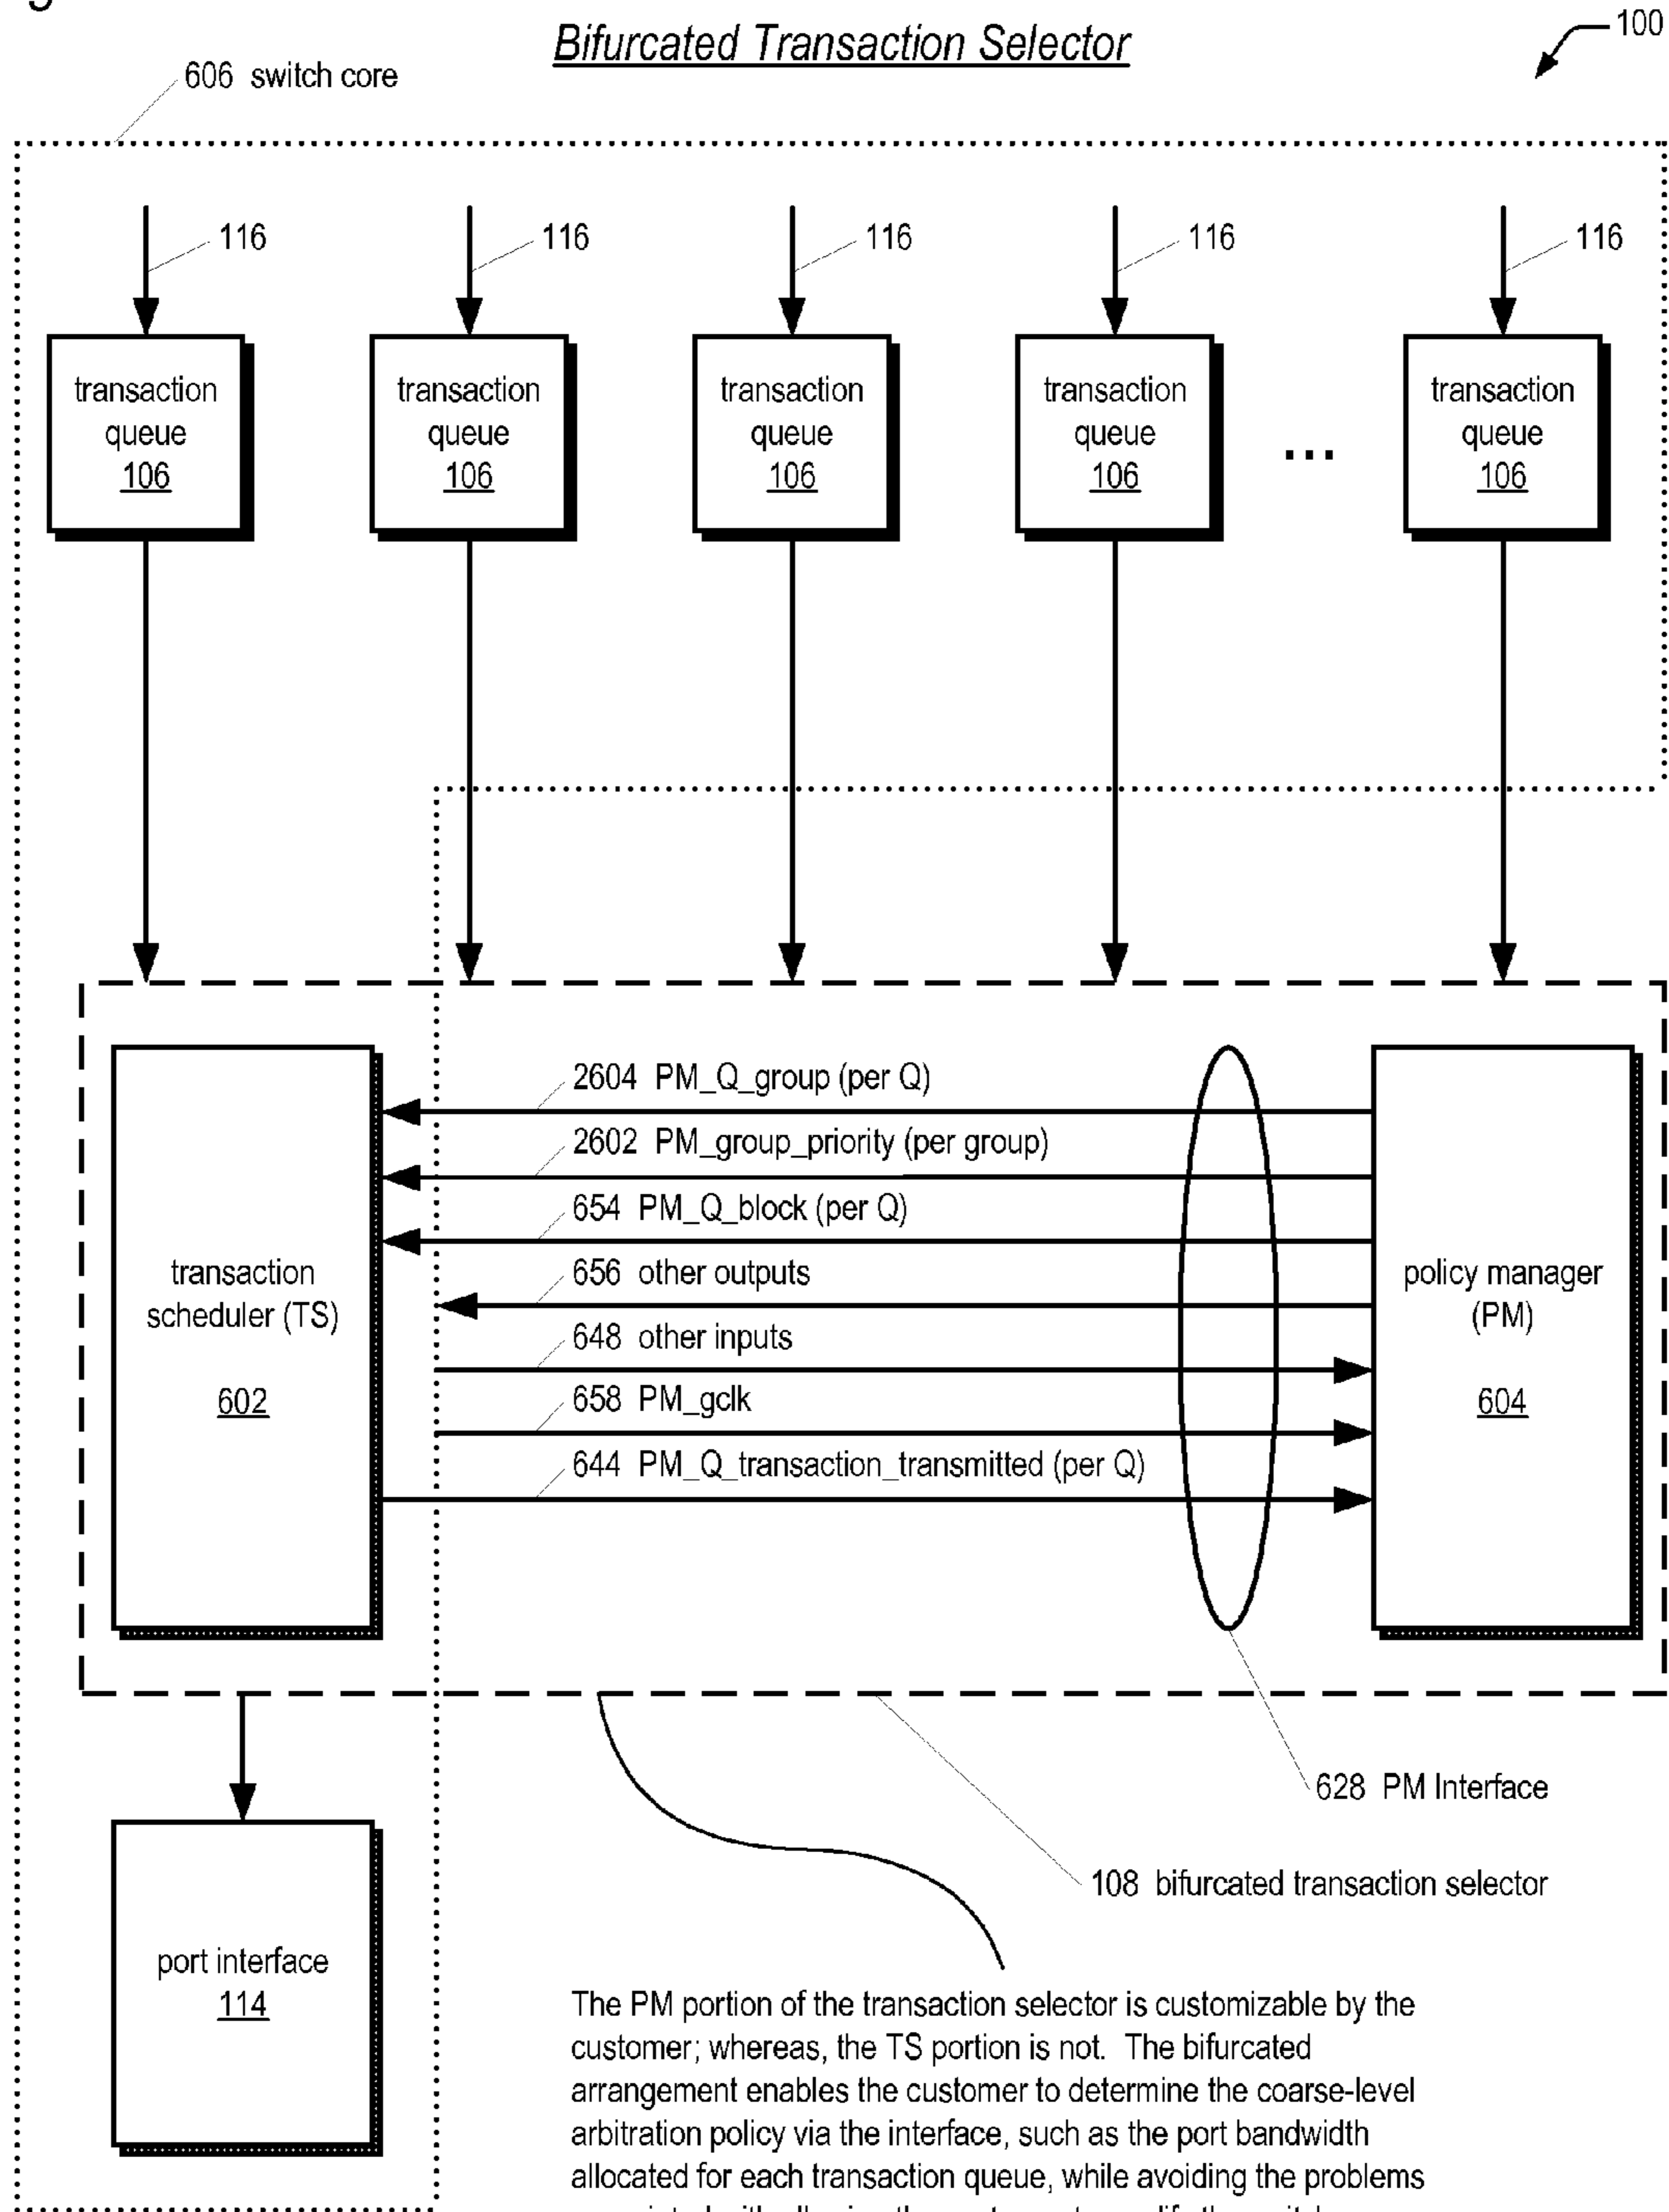 Bifurcated Transaction Selector
100
606 switch core
116 116 116 116 116
transaction transaction transaction transaction transaction
queue queue queue queue ... queue
106 106 106 106 106
2604 PM_Q_group (per Q)
2602 PM_group_priority (per group)
654 PM_Q_block (per Q)
656 other outputs
648 other inputs
658 PM_gclk
644 PM_Q_transaction_transmitted (per Q)
transaction
scheduler (TS)
602
policy manager
(PM)
604
628 PM Interface
108 bifurcated transaction selector
port interface
114
The PM portion of the transaction selector is customizable by the
customer; whereas, the TS portion is not. The bifurcated
arrangement enables the customer to determine the coarse-level
arbitration policy via the interface, such as the port bandwidth
allocated for each transaction queue, while avoiding the problems